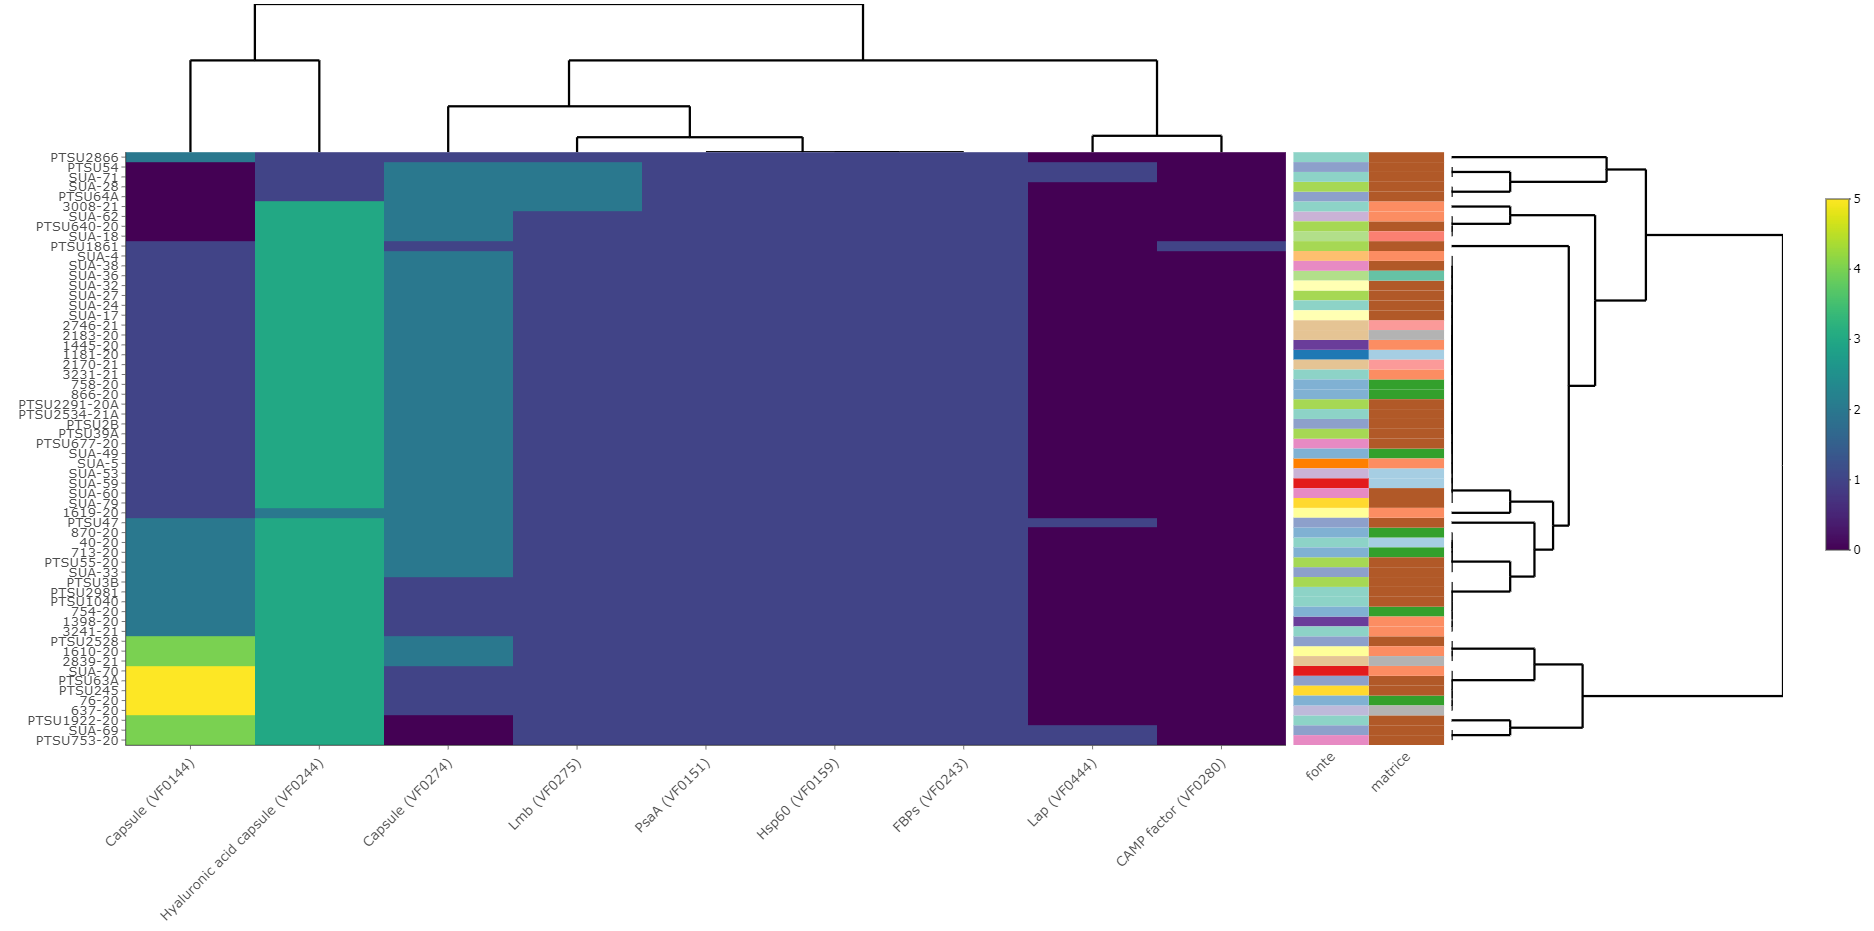 PTSU2866
PTSU54
SUA-71
SUA-28
PTSU64A
3008-21
SUA-62
PTSU640-20
SUA-18
PTSU1861
SUA-4
SUA-38
SUA-36
SUA-32
SUA-27
SUA-24
SUA-17
2746-21
2183-20
1445-20
1181-20
2170-21
3231-21
758-20
866-20
PTSU2291-20A
PTSU2534-21A
PTSU2B
PTSU39A
PTSU677-20
SUA-49
SUA-5
SUA-53
SUA-59
SUA-60
SUA-79
1619-20
PTSU47
870-20
40-20
713-20
PTSU55-20
SUA-33
PTSU3B
PTSU2981
PTSU1040
754-20
1398-20
3241-21
PTSU2528
1610-20
2839-21
SUA-70
PTSU63A
PTSU245
76-20
637-20
PTSU1922-20
SUA-69
PTSU753-20
Capsule (VF0144)
Hyaluronic acid capsule (VF0244)
Capsule (VF0274)
Lmb (VF0275)
PsaA (VF0151)
Hsp60 (VF0159)
FBPs (VF0243)
Lap (VF0444)
CAMP factor (VF0280)
fonte
matrice
5
4
3
2
1
0